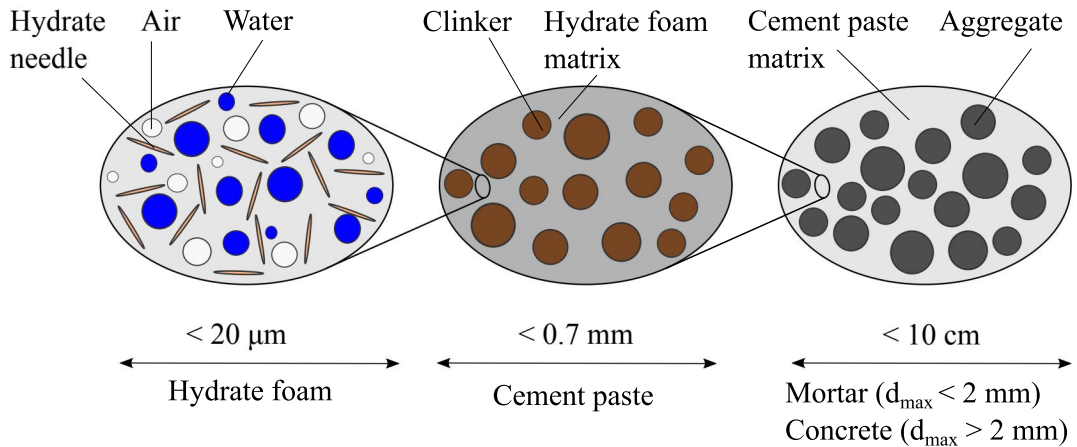 Hydrate
needle
Air
Water
Clinker
Hydrate foam
matrix
Cement paste
matrix
Aggregate
< 20 μm
< 0.7 mm
< 10 cm
Hydrate foam
Cement paste
Mortar (dmax < 2 mm)
Concrete (dmax > 2 mm)